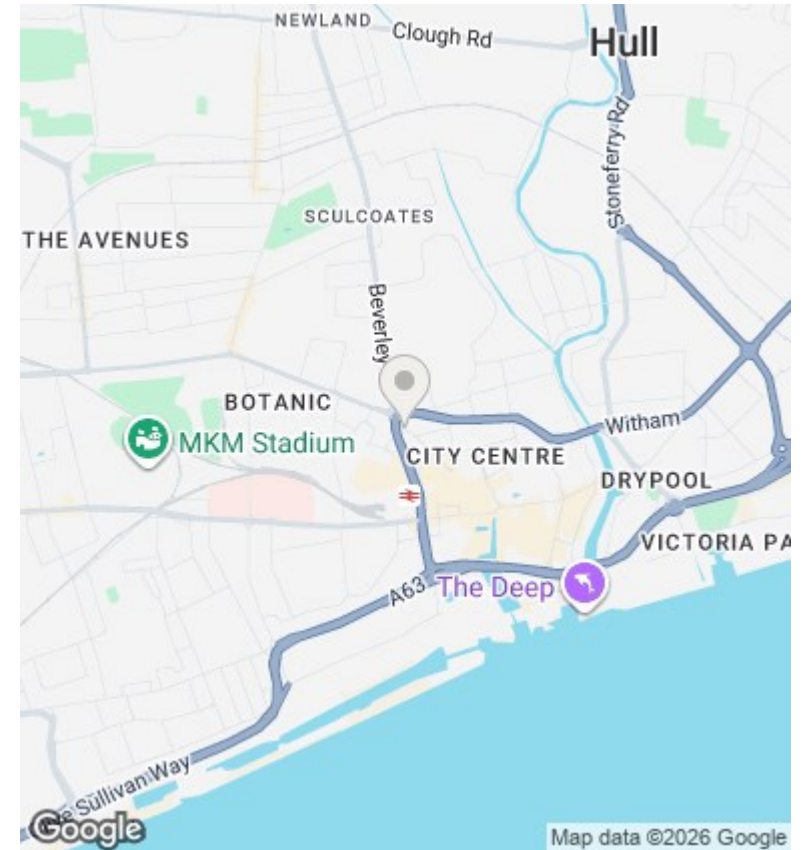 NEWLAND
Clough Rd
Hull
Stoneferry Rd
SCULCOATES
THE AVENUES
Beverley
BOTANIC
Witham
MKM Stadium
CITY CENTRE
DRYPOOL
VICTORIA PA
A63
The Deep
Sullivan Way
Google
Map data ©2026 Google